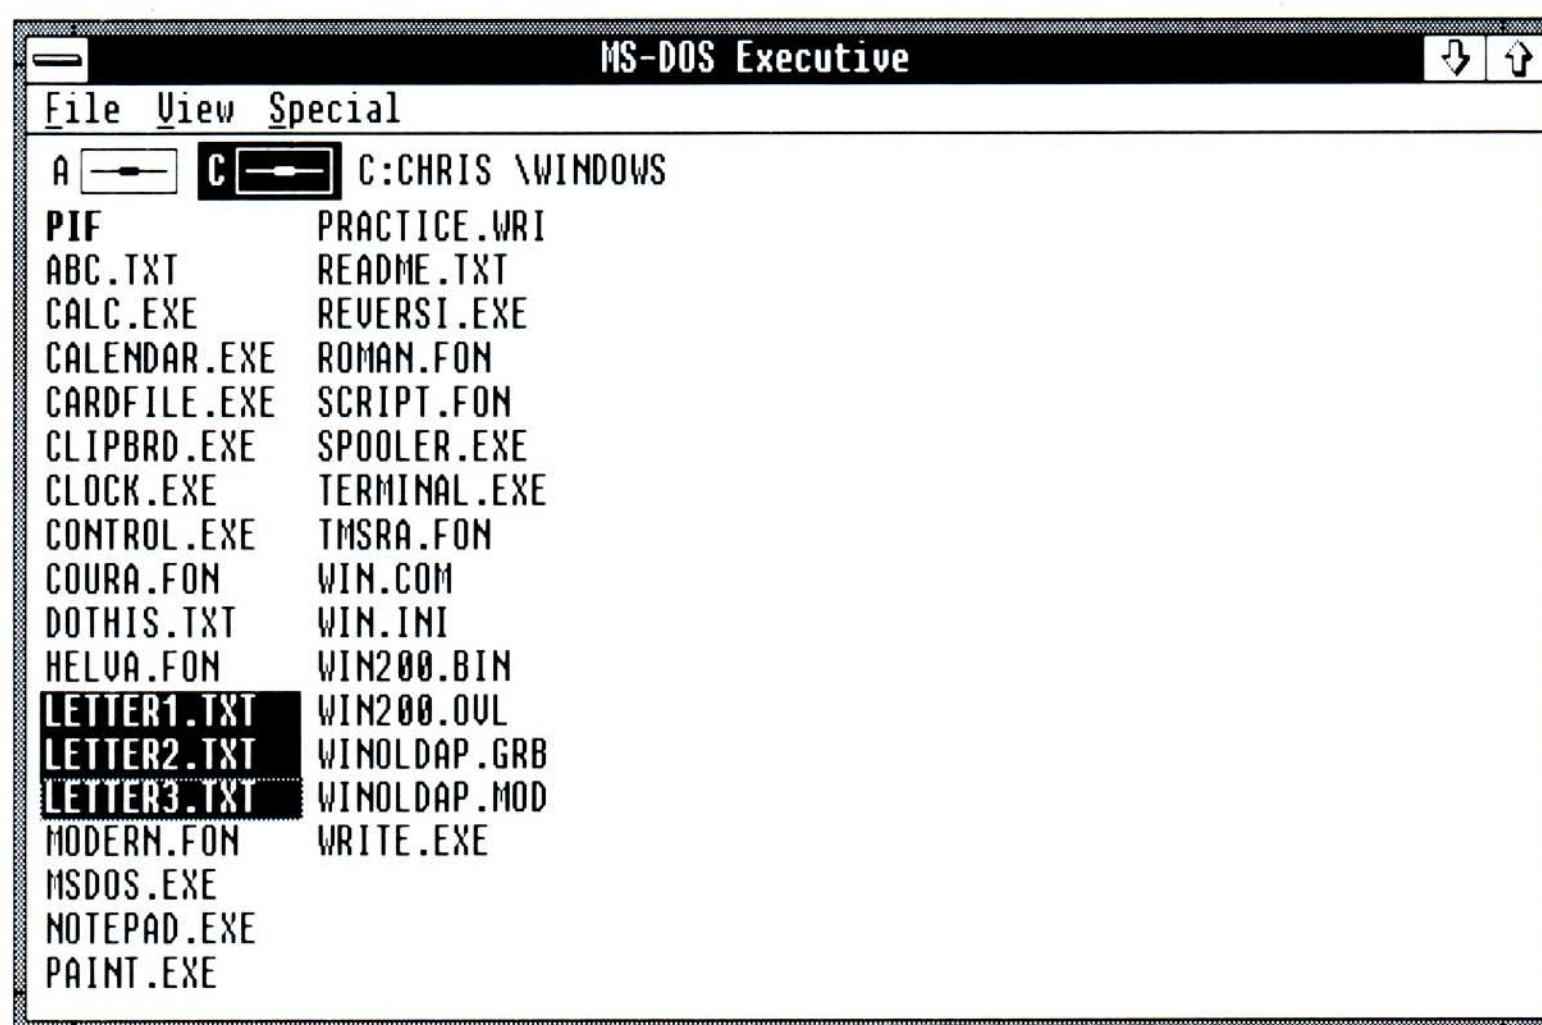 MS-DOS Executive
File View Special
A C C:CHRIS \WINDOWS
PIF
ABC.TXT
CALC.EXE
CALENDAR.EXE
CARDFILE.EXE
CLIPBRD.EXE
CLOCK.EXE
CONTROL.EXE
COURA.FON
DOTHIS.TXT
HELVA.FON
LETTER1.TXT
LETTER2.TXT
LETTER3.TXT
MODERN.FON
MSDOS.EXE
NOTEPAD.EXE
PAINT.EXE
PRACTICE.WRI
README.TXT
REVERSI.EXE
ROMAN.FON
SCRIPT.FON
SPOOLER.EXE
TERMINAL.EXE
TMSRA.FON
WIN.COM
WIN.INI
WIN200.BIN
WIN200.OVL
WINOLDAP.GRB
WINOLDAP.MOD
WRITE.EXE